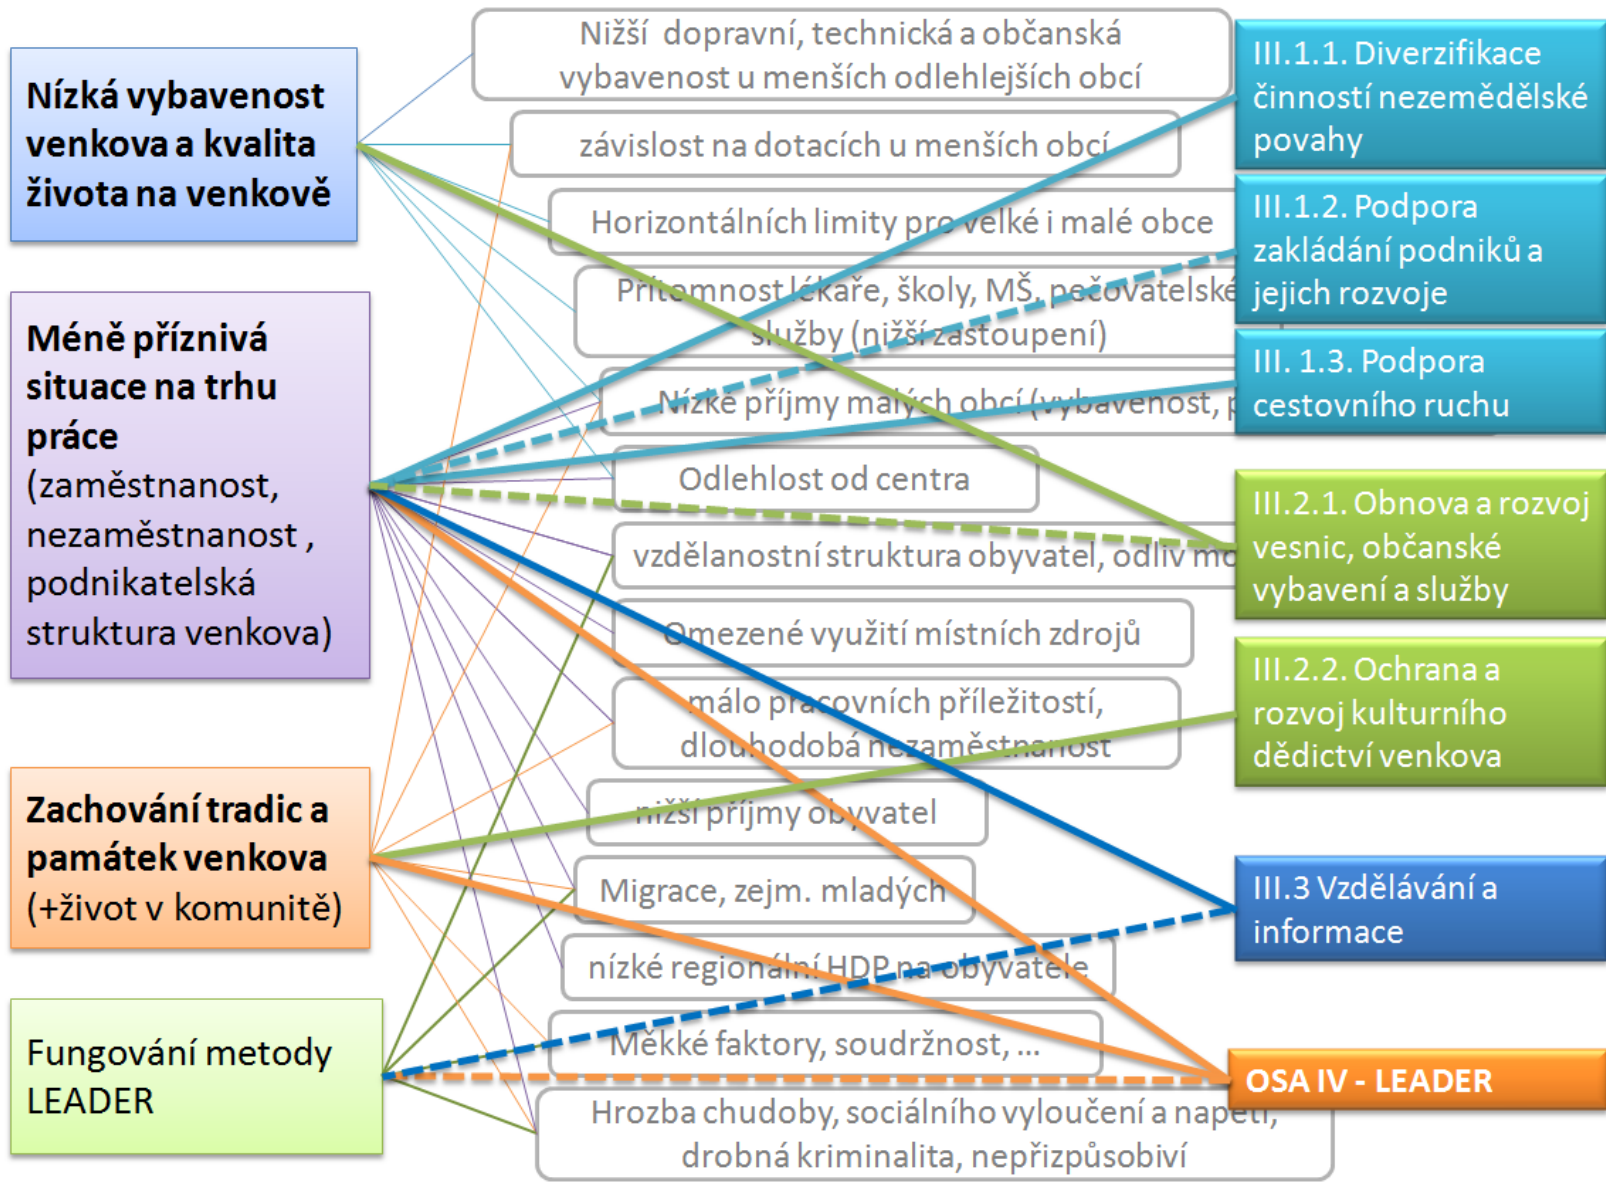 Nízká vybavenost
venkova a kvalita
života na venkově
Méně příznivá
situace na trhu
práce
(zaměstnanost,
nezaměstnanost ,
podnikatelská
struktura venkova)
Zachování tradic a
památek venkova
(+život v komunitě)
Fungování metody
LEADER
Nižší dopravní, technická a občanská
vybavenost u menších odlehlejších obcí
závislost na dotacích u menších obcí
Horizontálních limity pro velké i malé obce
Přítomnost lékaře, školy, MŠ, pečovatelské
služby (nižší zastoupení)
Nízké příjmy malých obcí (vybavenost,
Odlehlost od centra
vzdělanostní struktura obyvatel, odliv
Omezené využití místních zdrojů
málo pracovních příležitostí,
dlouhodobá nezaměstnanost
nižší příjmy obyvatel
Migrace, zejm. mladých
nízké regionální HDP na obyvatele
Měkké faktory, soudržnost, ...
Hrozba chudoby, sociálního vyloučení a napětí,
drobná kriminalita, nepřizpůsobiví
III.1.1. Diverzifikace
činností nezemědělské
povahy
III.1.2. Podpora
zakládání podniků a
jejich rozvoje
III. 1.3. Podpora
cestovního ruchu
III.2.1. Obnova a rozvoj
vesnic, občanské
vybavení a služby
III.2.2. Ochrana a
rozvoj kulturního
dědictví venkova
III.3 Vzdělávání a
informace
OSA IV - LEADER